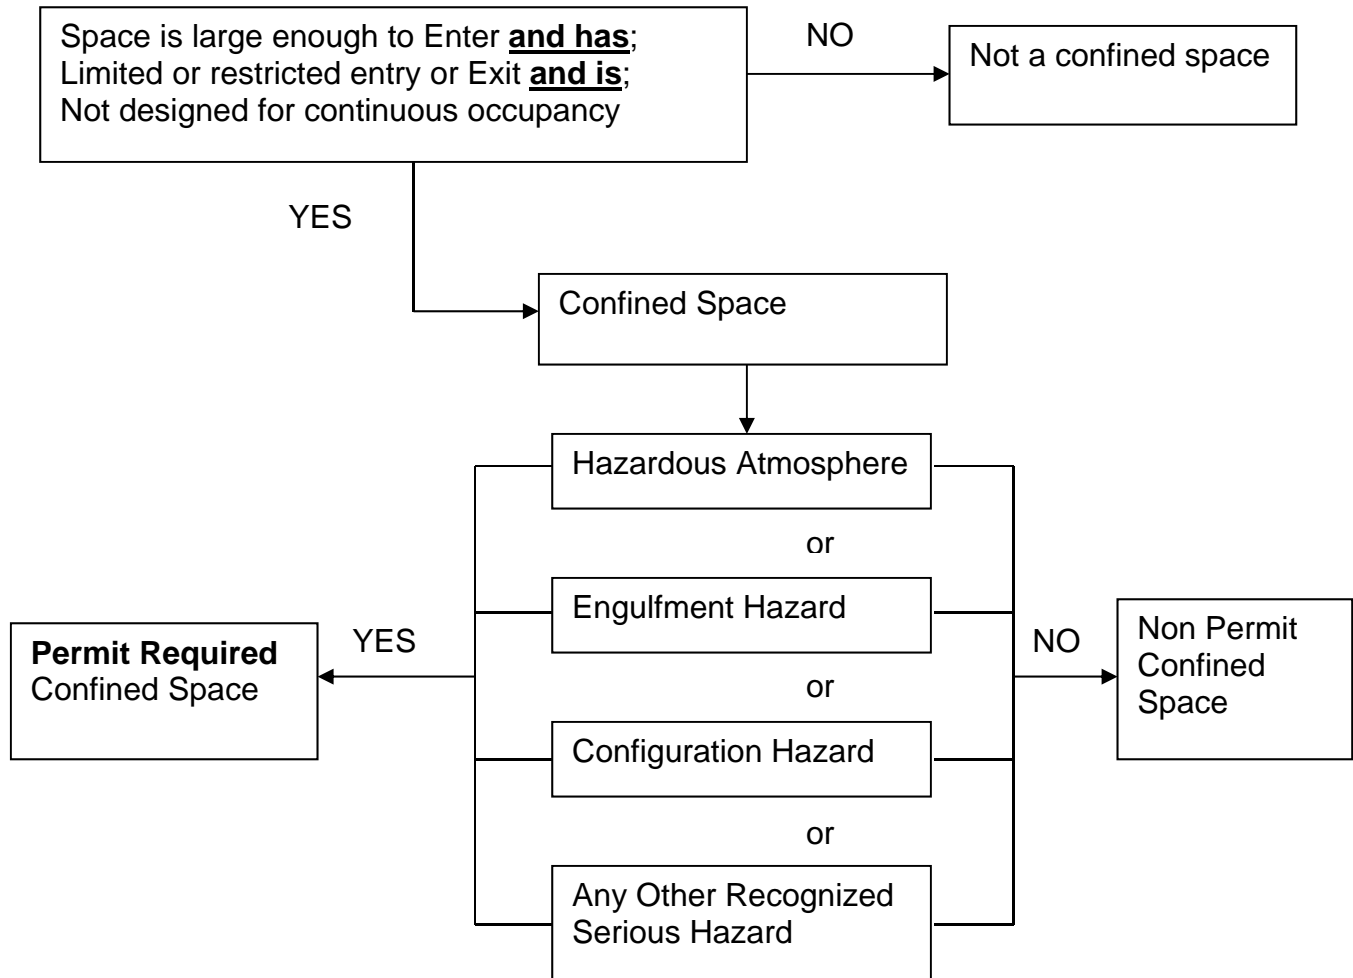 Space is large enough to Enter and has;
Limited or restricted entry or Exit and is;
Not designed for continuous occupancy
NO
Not a confined space
YES
Confined Space
Hazardous Atmosphere
or
Engulfment Hazard
YES
Permit Required
Confined Space
NO
Non Permit
Confined
Space
or
Configuration Hazard
or
Any Other Recognized
Serious Hazard